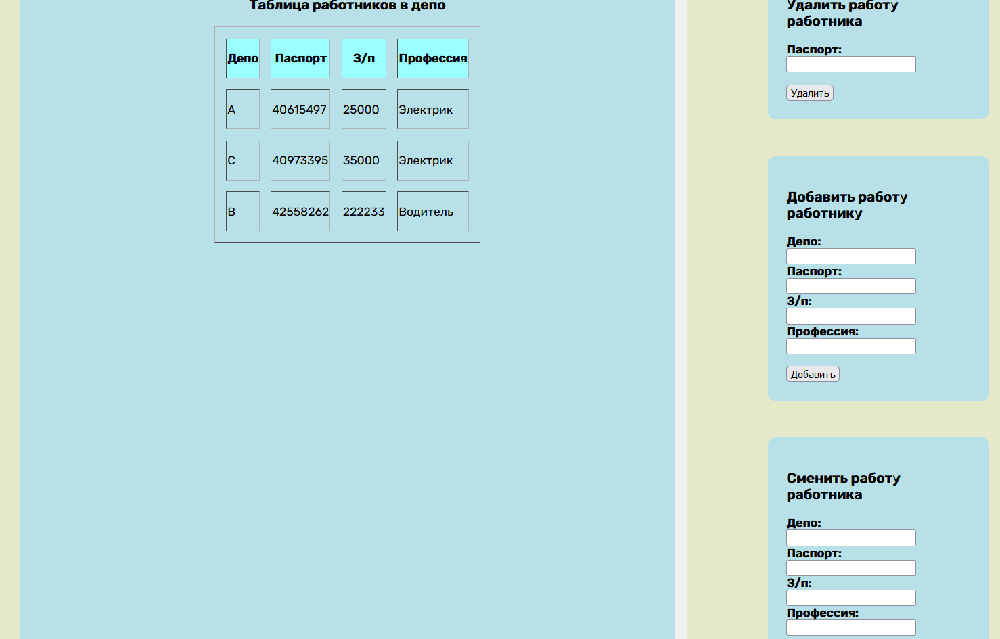 Таблица работников в депо
Депо Паспорт З/п Профессия
А 40615497 25000 Электрик
С 40973395 35000 Электрик
В 42558262 222233 Водитель
Удалить работу
работника
Паспорт:
Удалить
Добавить работу
работнику
Депо:
Паспорт:
З/п:
Профессия:
Добавить
Сменить работу
работника
Депо:
Паспорт:
З/п:
Профессия: